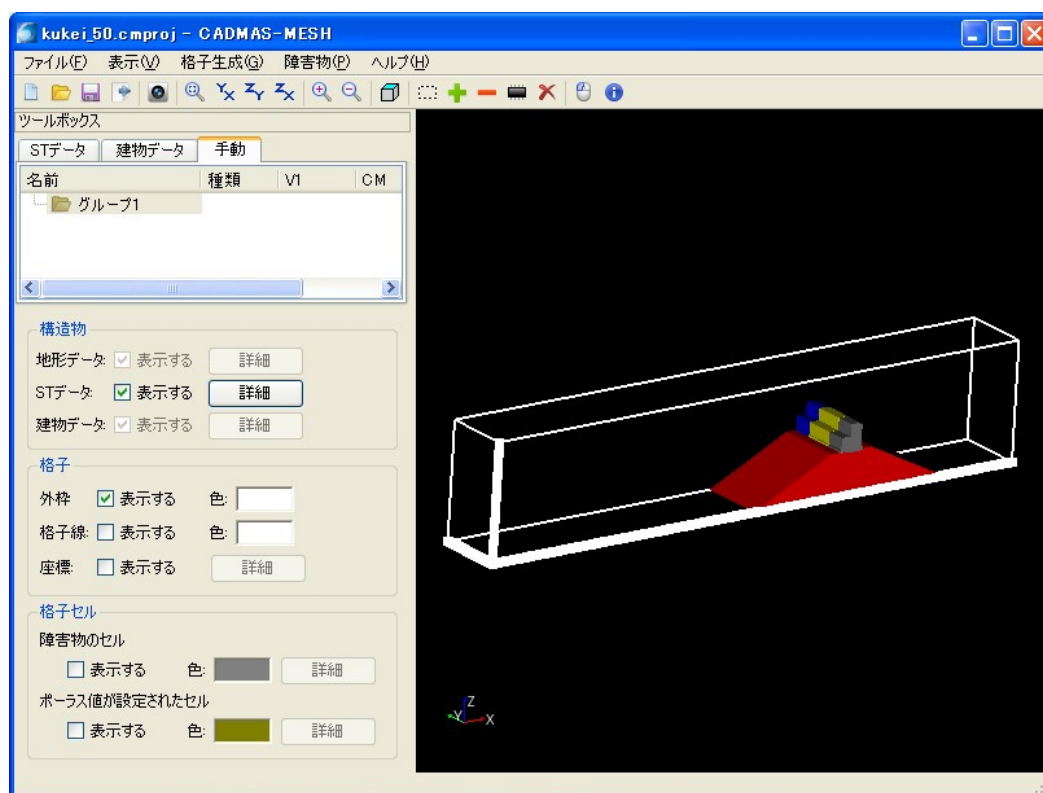 kukei_50.cmproj - CADMAS-MESH
ファイル(F) 表示(V) 格子生成(G) 障害物(P) ヘルプ(H)
ツールボックス
STデータ 建物データ 手動
名前 種類 V1 CM
グループ1
構造物
地形データ: 表示する 詳細
STデータ: 表示する 詳細
建物データ: 表示する 詳細
格子
外枠 表示する 色:
格子線: 表示する 色:
座標: 表示する 詳細
格子セル
障害物のセル
表示する 色: 詳細
ポーラス値が設定されたセル
表示する 色: 詳細
Z
Y X